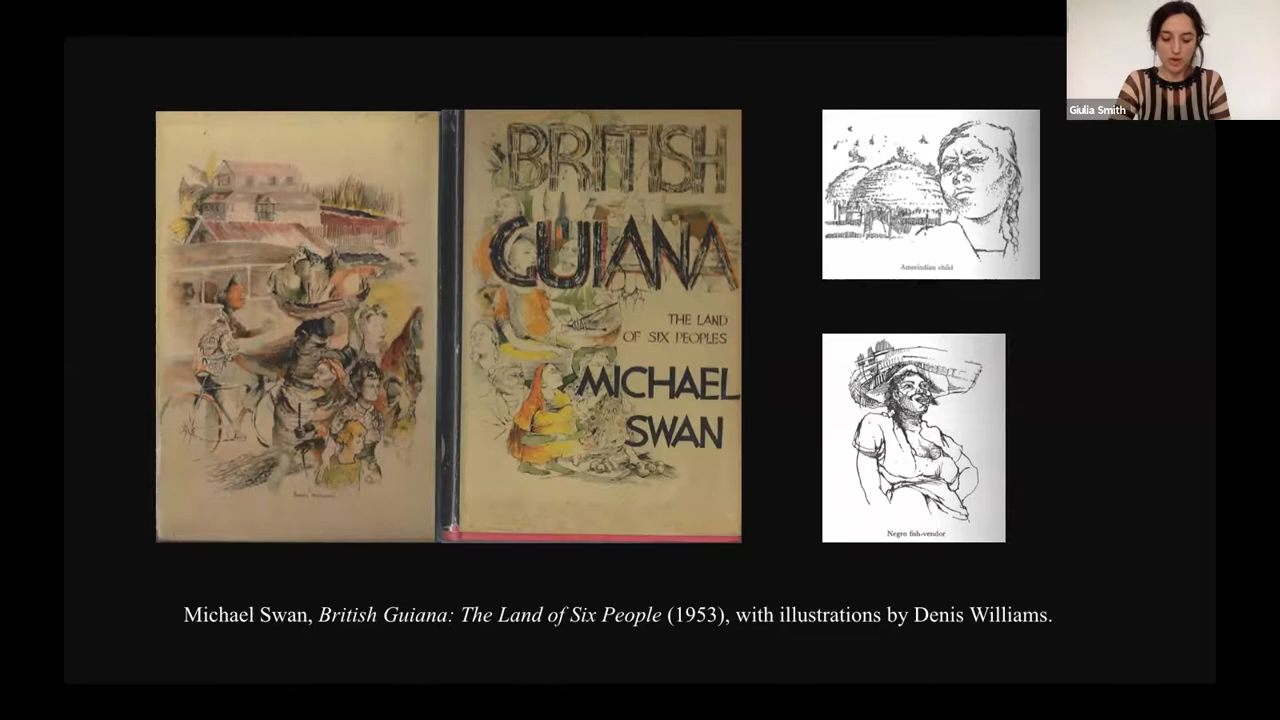 Giulia Smith
BRITISH
GUIANA
THE LAND
OF SIX PEOPLES
MICHAEL
SWAN
Amerindian child
Negro fish-vendor
Michael Swan, British Guiana: The Land of Six People (1953), with illustrations by Denis Williams.